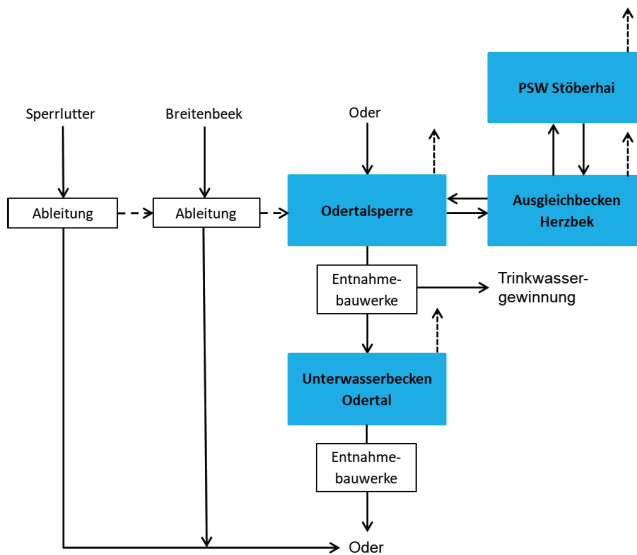 PSW Stöberhai
Sperrlutter
Breitenbeek
Oder
Ableitung
Ableitung
Odertalsperre
Ausgleichbecken
Herzbek
Entnahme-
bauwerke
Trinkwasser-
gewinnung
Unterwasserbecken
Odertal
Entnahme-
bauwerke
Oder